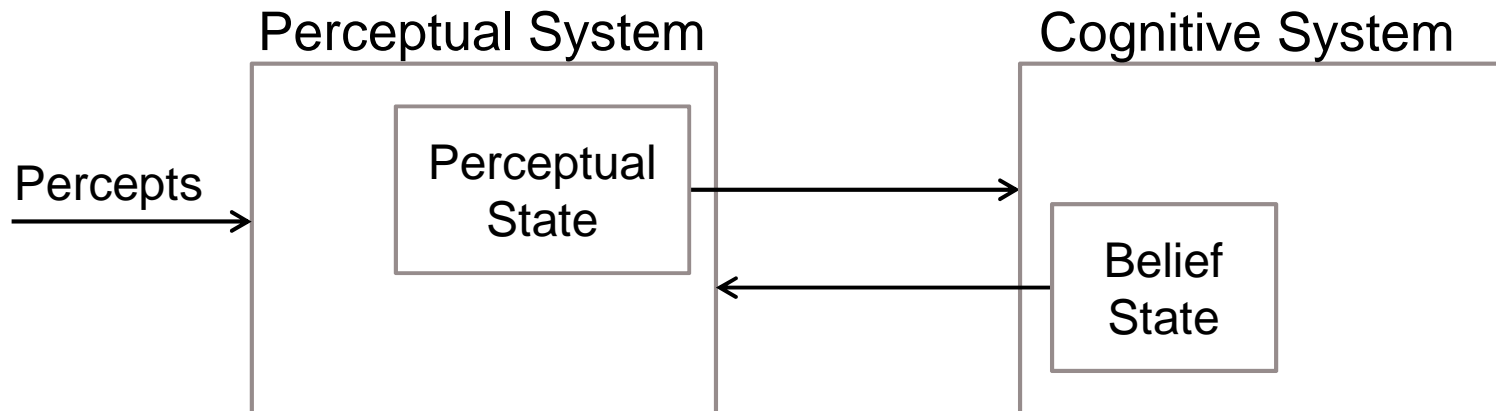 Perceptual System
Cognitive System
Percepts
Perceptual
State
Belief
State